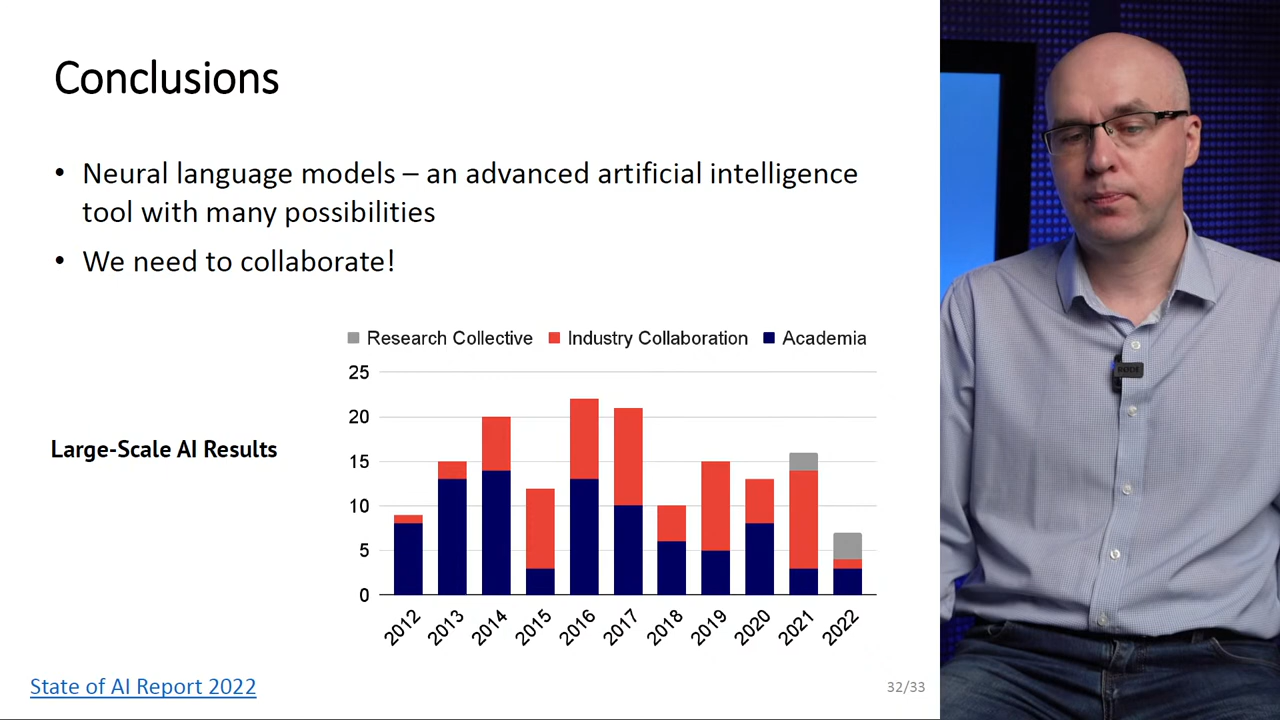 Conclusions
• Neural language models – an advanced artificial intelligence
tool with many possibilities
• We need to collaborate!
Research Collective Industry Collaboration Academia
25
20
15
10
5
0
Large-Scale AI Results
2012 2013 2014 2015 2016 2017 2018 2019 2020 2021 2022
State of AI Report 2022
32/33
RØDE